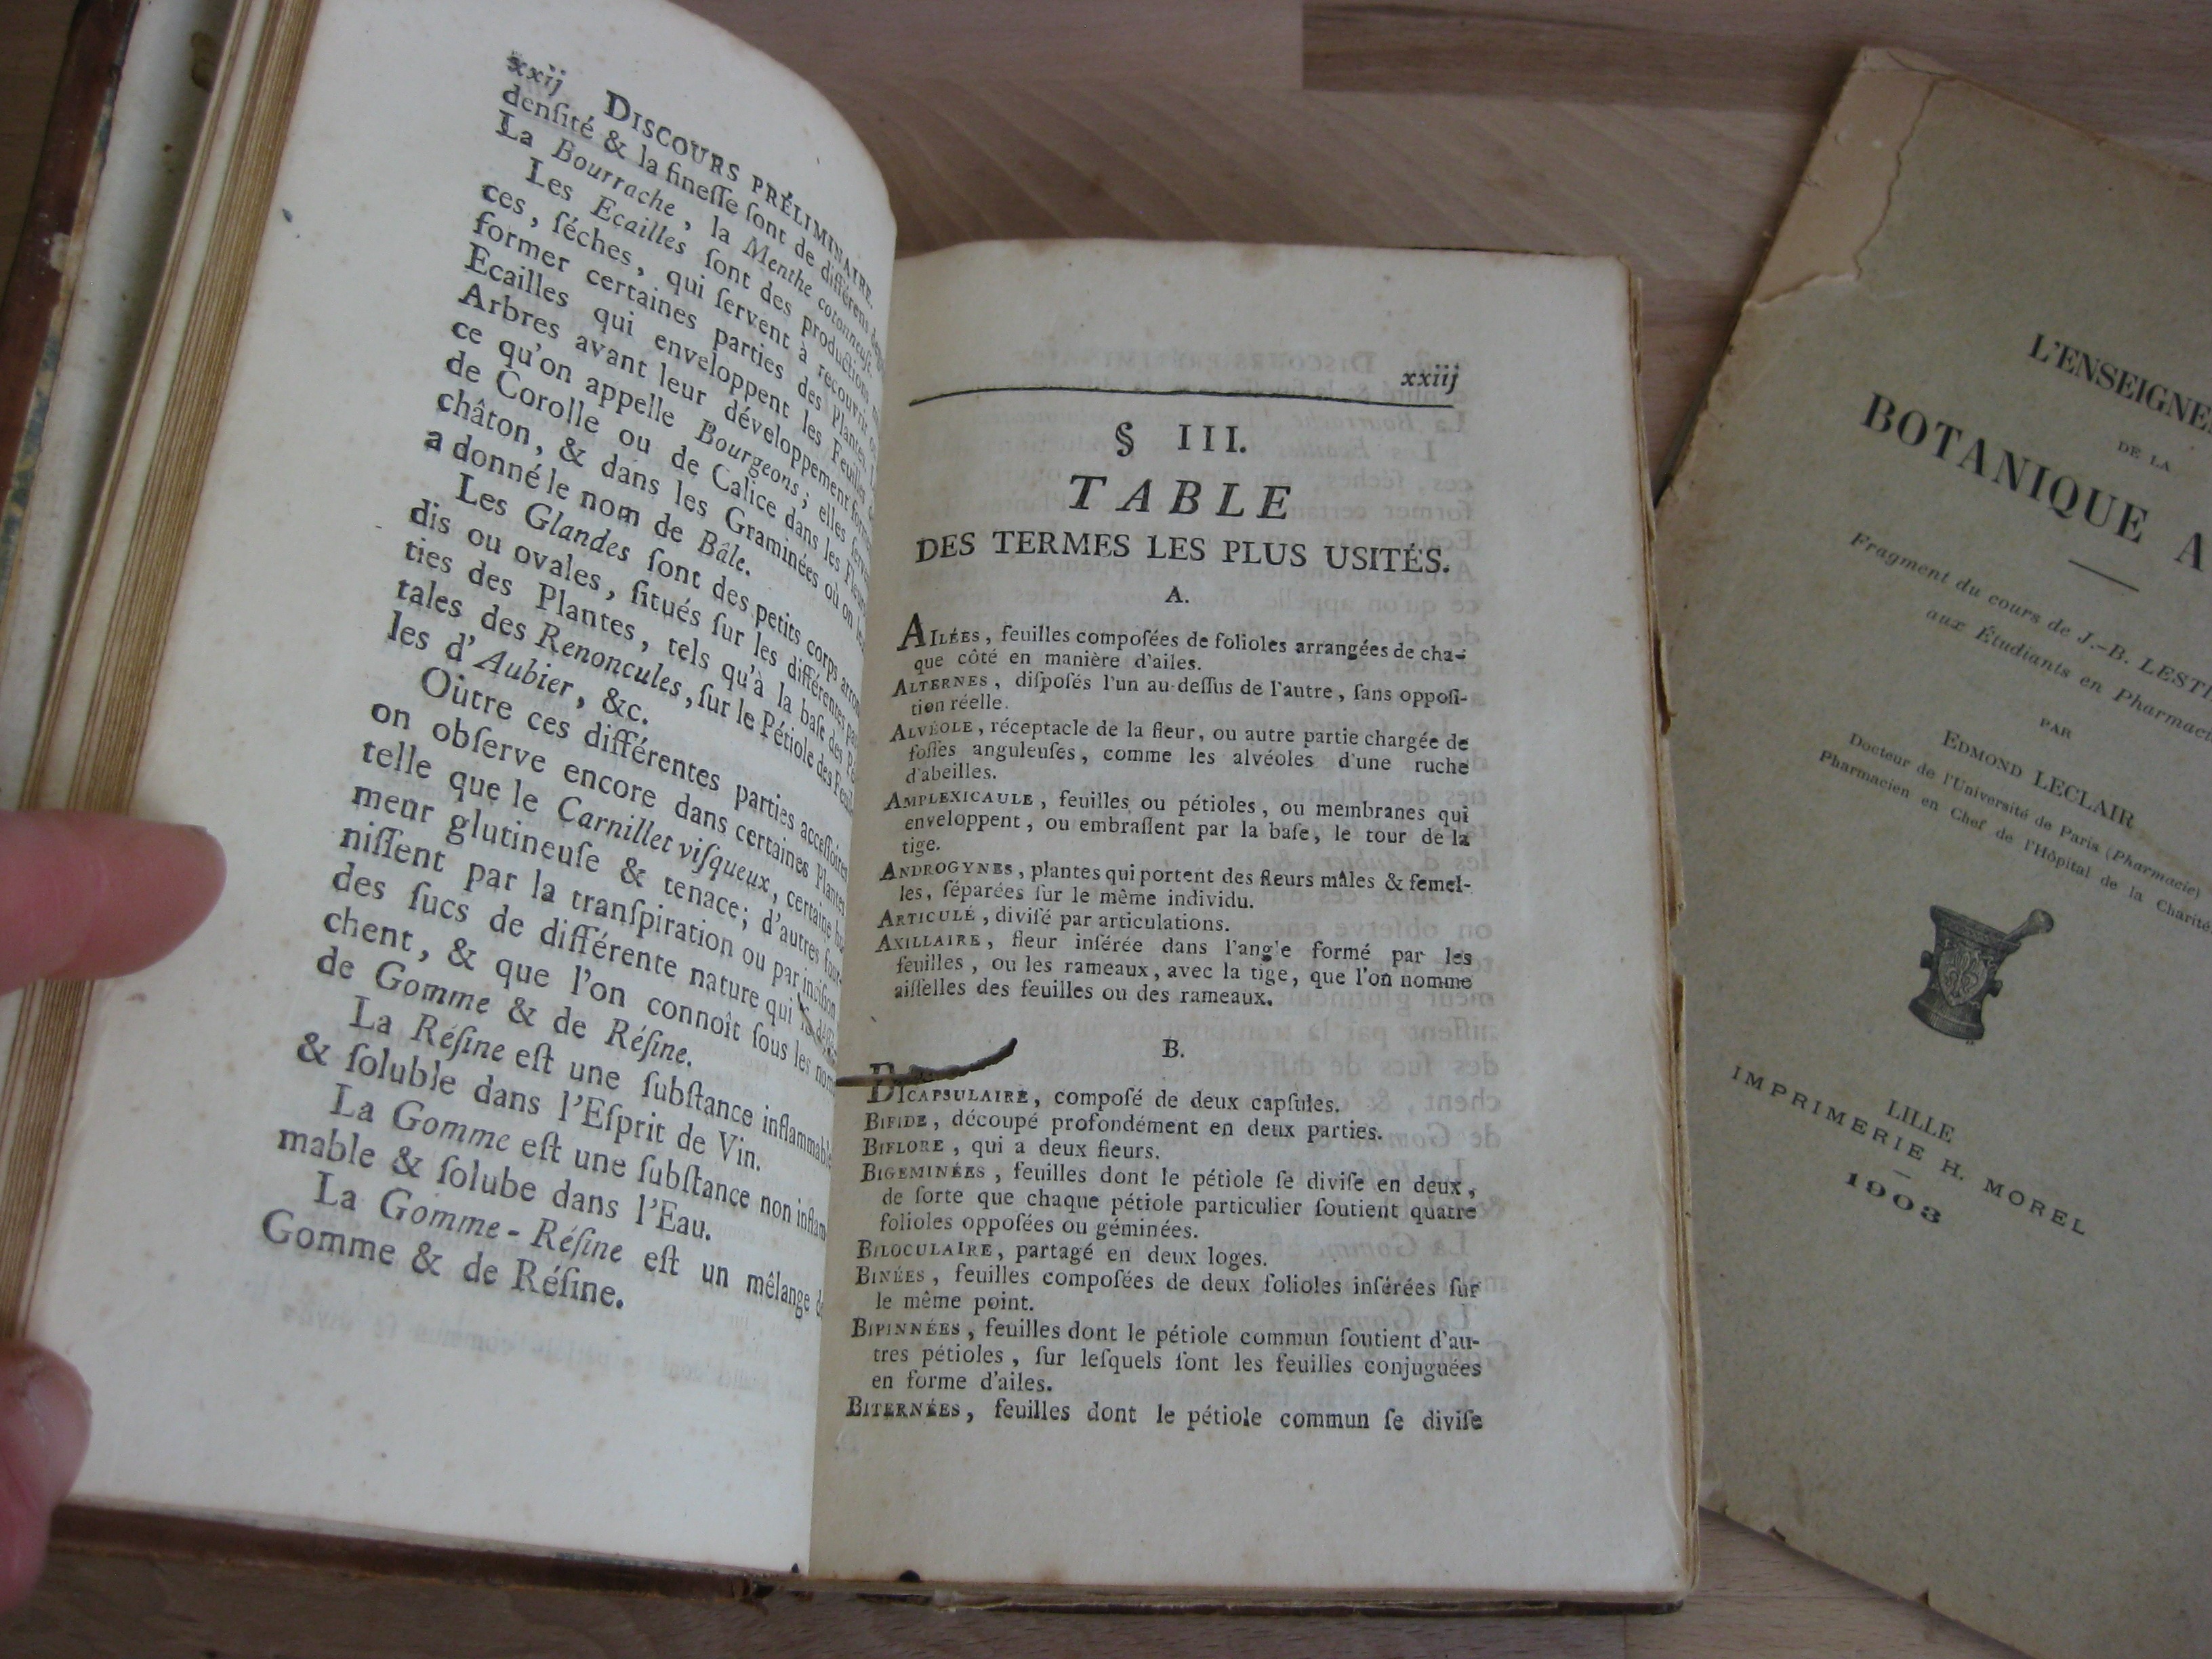 xxij DISCOURS PRÉLIMINAIRE.
denſité & la fineſſe ſont de différens
La Bourrache, la Menthe cotonneuſe.
Les Ecailles ſont des productions
ces, ſéches, qui ſervent à recouvrir
former certaines parties des Plantes.
Ecailles qui enveloppent les Feuilles
Arbres avant leur développement
ce qu'on appelle Bourgeons; elles
de Corolle ou de Calice dans les Fleurs
châton, & dans les Graminées où on
a donné le nom de Bâle.
Les Glandes ſont des petits corps
dis ou ovales, ſitués ſur les différentes
ties des Plantes, tels qu'à la baſe des
tales des Renoncules, ſur le Pétiole des
les d'Aubier, &c.
Oùtre ces différentes parties acceſſoires
on obſerve encore dans certaines Plantes
telle que le Carnillet viſqueux, certaine
meur glutineuſe & tenace; d'autres
niſſent par la tranſpiration ou par inciſion
des ſucs de différente nature qui
chent, & que l'on connoît ſous les
de Gomme & de Réſine.
La Réſine eſt une ſubſtance inflammable
& ſoluble dans l'Eſprit de Vin.
La Gomme eſt une ſubſtance non
mable & ſolube dans l'Eau.
La Gomme-Réſine eſt un mêlange
Gomme & de Réſine.
xxiij
§ III.
TABLE
DES TERMES LES PLUS USITÉS.
A.
AILÉES, feuilles compoſées de folioles arrangées de cha-
que côté en manière d'ailes.
ALTERNES, diſpoſés l'un au-deſſus de l'autre, ſans oppoſi-
tion réelle.
ALVÉOLE, réceptacle de la fleur, ou autre partie chargée de
foſſes anguleuſes, comme les alvéoles d'une ruche
d'abeilles.
AMPLEXICAULE, feuilles ou pétioles, ou membranes qui
enveloppent, ou embraſſent par la baſe, le tour de la
tige.
ANDROGYNES, plantes qui portent des fleurs mâles & femel-
les, ſéparées ſur le même individu.
ARTICULÉ, diviſé par articulations.
AXILLAIRE, fleur inſérée dans l'angle formé par les
feuilles, ou les rameaux, avec la tige, que l'on nomme
aiſſelles des feuilles ou des rameaux.
B.
BICAPSULAIRE, compoſé de deux capſules.
BIFIDE, découpé profondément en deux parties.
BIFLORE, qui a deux fleurs.
BIGEMINÉES, feuilles dont le pétiole ſe diviſe en deux,
de ſorte que chaque pétiole particulier ſoutient quatre
folioles oppoſées ou géminées.
BILOCULAIRE, partagé en deux loges.
BINÉES, feuilles compoſées de deux folioles inſérées ſur
le même point.
BIPINNÉES, feuilles dont le pétiole commun ſoutient d'au-
tres pétioles, ſur leſquels ſont les feuilles conjuguées
en forme d'ailes.
BITERNÉES, feuilles dont le pétiole commun ſe diviſe
L'ENSEIGNE
DE LA
BOTANIQUE A
Fragment du cours de J.-B. LESTI
aux Étudiants en Pharmacie
PAR
EDMOND LECLAIR
Docteur de l'Université de Paris (Pharmacie)
Pharmacien en Chef de l'Hôpital de la Charité
LILLE
IMPRIMERIE H. MOREL
1903